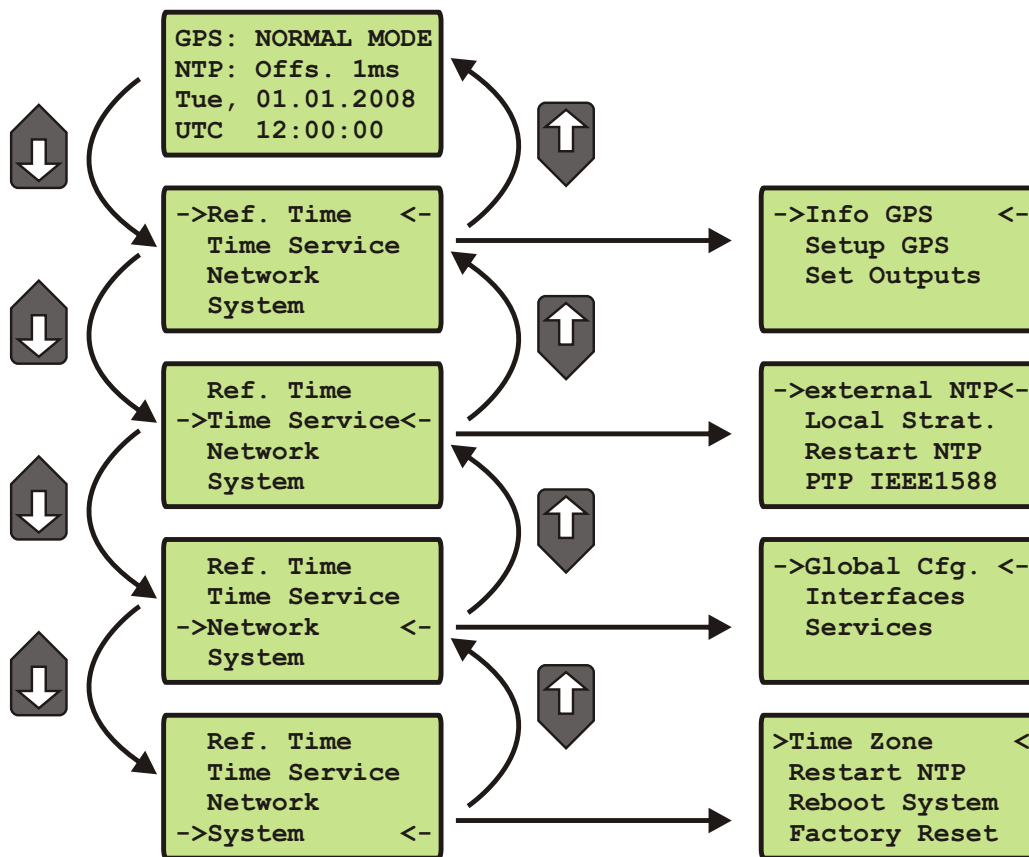 GPS: NORMAL MODE
NTP: Offs. 1ms
Tue, 01.01.2008
UTC 12:00:00
->Ref. Time <-
Time Service
Network
System
->Info GPS <-
Setup GPS
Set Outputs
Ref. Time
->Time Service<-
Network
System
->external NTP<-
Local Strat.
Restart NTP
PTP IEEE1588
Ref. Time
Time Service
->Network <-
System
->Global Cfg. <-
Interfaces
Services
Ref. Time
Time Service
Network
->System <-
>Time Zone <
Restart NTP
Reboot System
Factory Reset